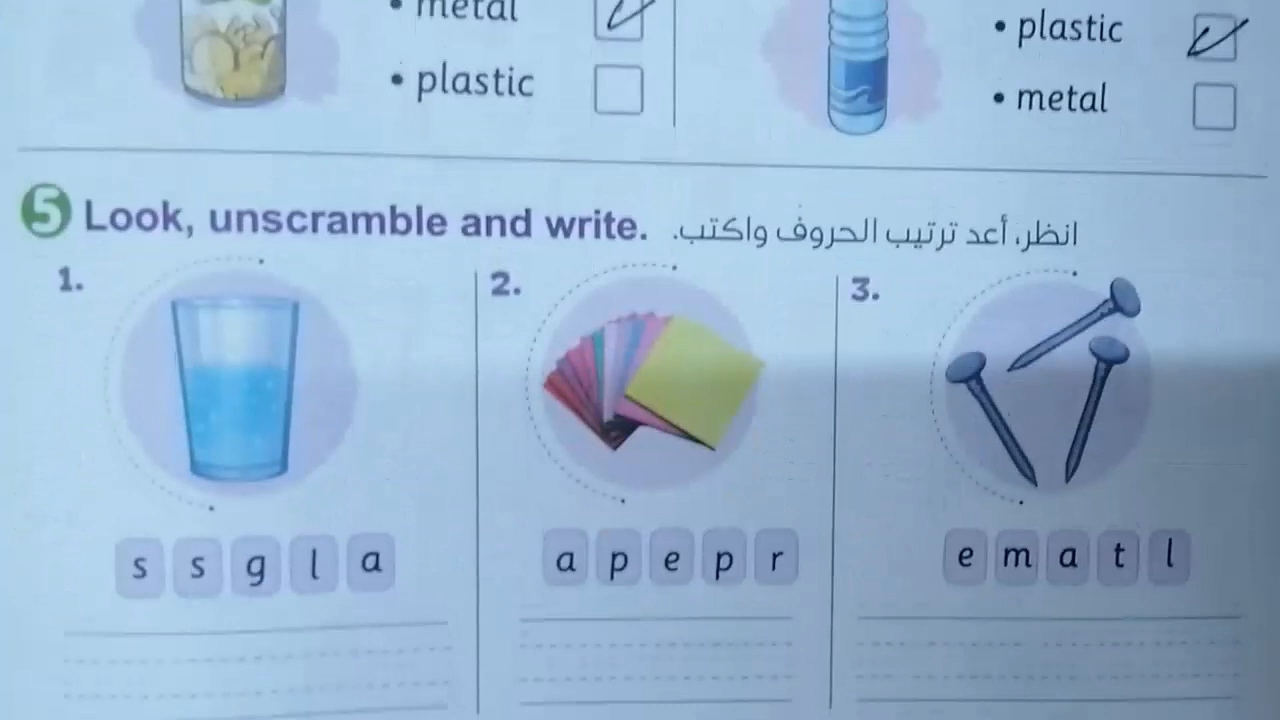 • metal
• plastic
• plastic
• metal
5 Look, unscramble and write. انظر، أعد ترتيب الحروف واكتب.
1.
2.
3.
s s g l a
a p e p r
e m a t l